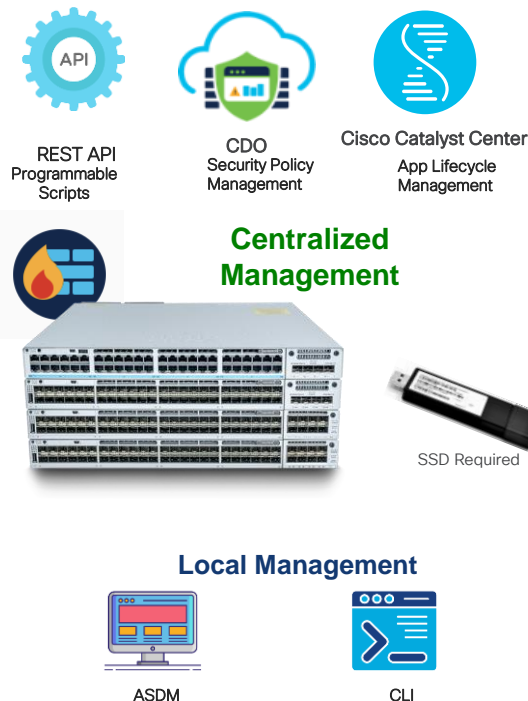 API
REST API
Programmable
Scripts
CDO
Security Policy
Management
Cisco Catalyst Center
App Lifecycle
Management
Centralized
Management
SSD Required
Local Management
ASDM
CLI